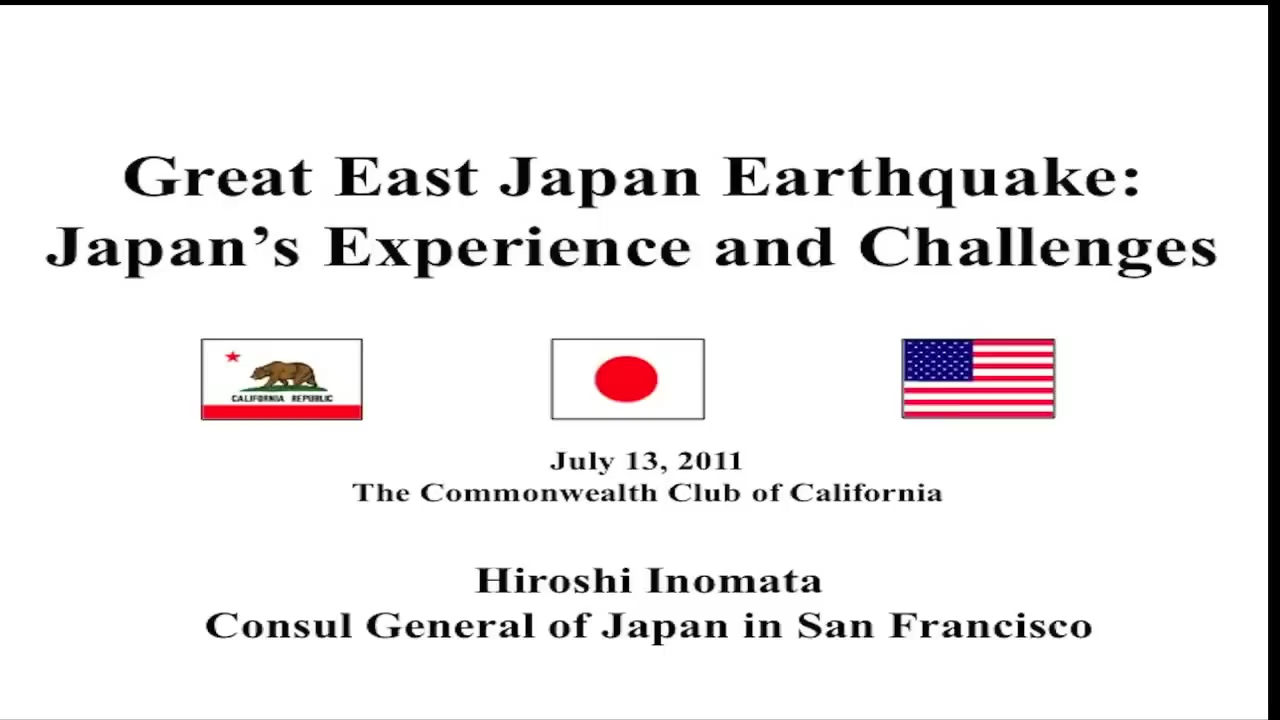 Great East Japan Earthquake:
Japan’s Experience and Challenges
CALIFORNIA REPUBLIC
July 13, 2011
The Commonwealth Club of California
Hiroshi Inomata
Consul General of Japan in San Francisco